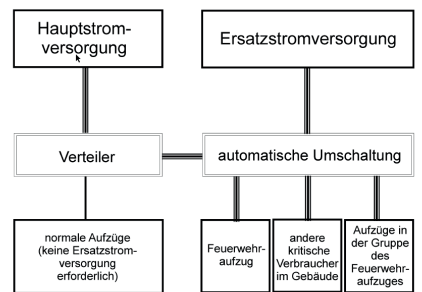 Hauptstrom-
versorgung
Ersatzstromversorgung
Verteiler
automatische Umschaltung
normale Aufzüge
(keine Ersatzstrom-
versorgung
erforderlich)
Feuerwehr-
aufzug
andere
kritische
Verbraucher
im Gebäude
Aufzüge in
der Gruppe
des
Feuerwehr-
aufzuges